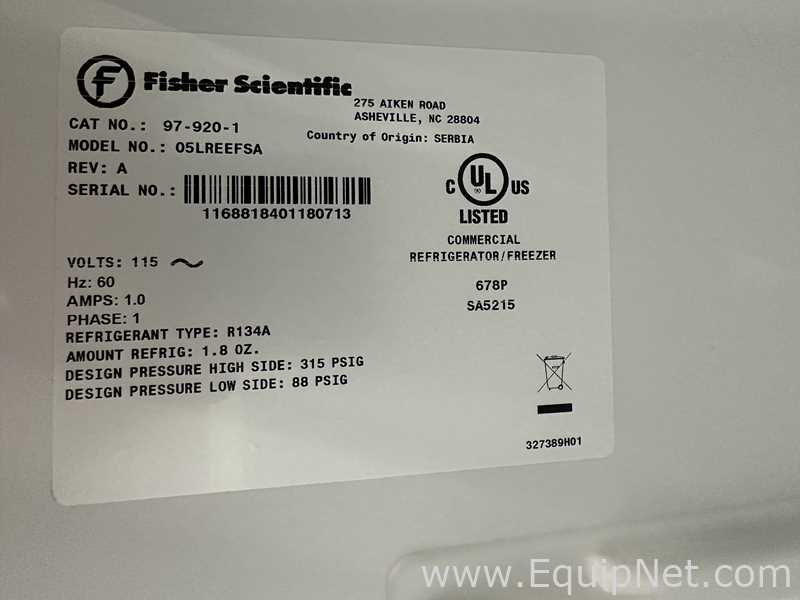 Fisher Scientific
275 AIKEN ROAD
ASHEVILLE, NC 28804
Country of Origin: SERBIA
CAT NO.: 97-920-1
MODEL NO.: 05LREEFSA
REV: A
SERIAL NO.:
1168818401180713
C UL US
90
LISTED
COMMERCIAL
REFRIGERATOR/FREEZER
678P
SA5215
VOLTS: 115 ~
Hz: 60
AMPS: 1.0
PHASE: 1
REFRIGERANT TYPE: R134A
AMOUNT REFRIG: 1.8 OZ.
DESIGN PRESSURE HIGH SIDE: 315 PSIG
DESIGN PRESSURE LOW SIDE: 88 PSIG
327389H01
www.EquipNet.com